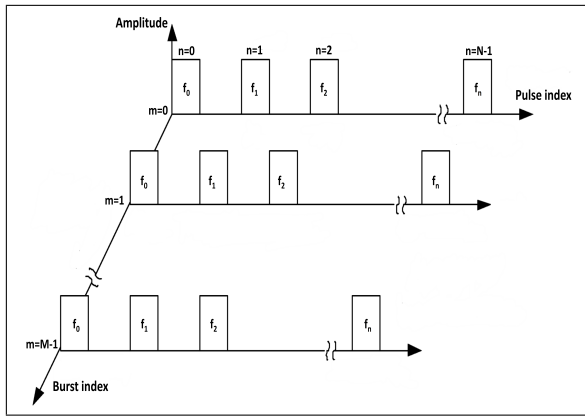 Amplitude
n=0 n=1 n=2 n=N-1
f0 f1 f2 fn
Pulse index
m=0
f0 f1 f2 fn
m=1
f0 f1 f2 fn
m=M-1
Burst index